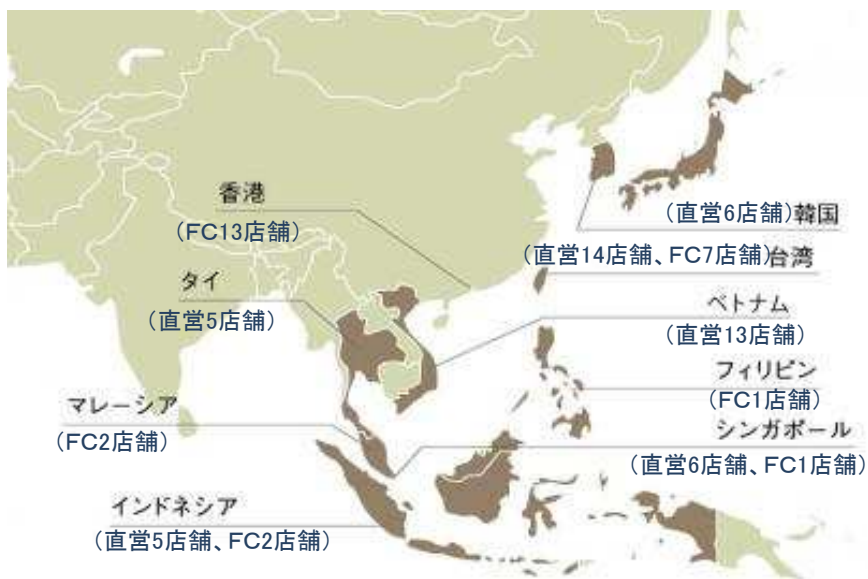 香港
（FC13店舗）
タイ
（直営5店舗）
マレーシア
（FC2店舗）
インドネシア
（直営5店舗、FC2店舗）
（直営6店舗）韓国
（直営14店舗、FC7店舗）台湾
ベトナム
（直営13店舗）
フィリピン
（FC1店舗）
シンガポール
（直営6店舗、FC1店舗）